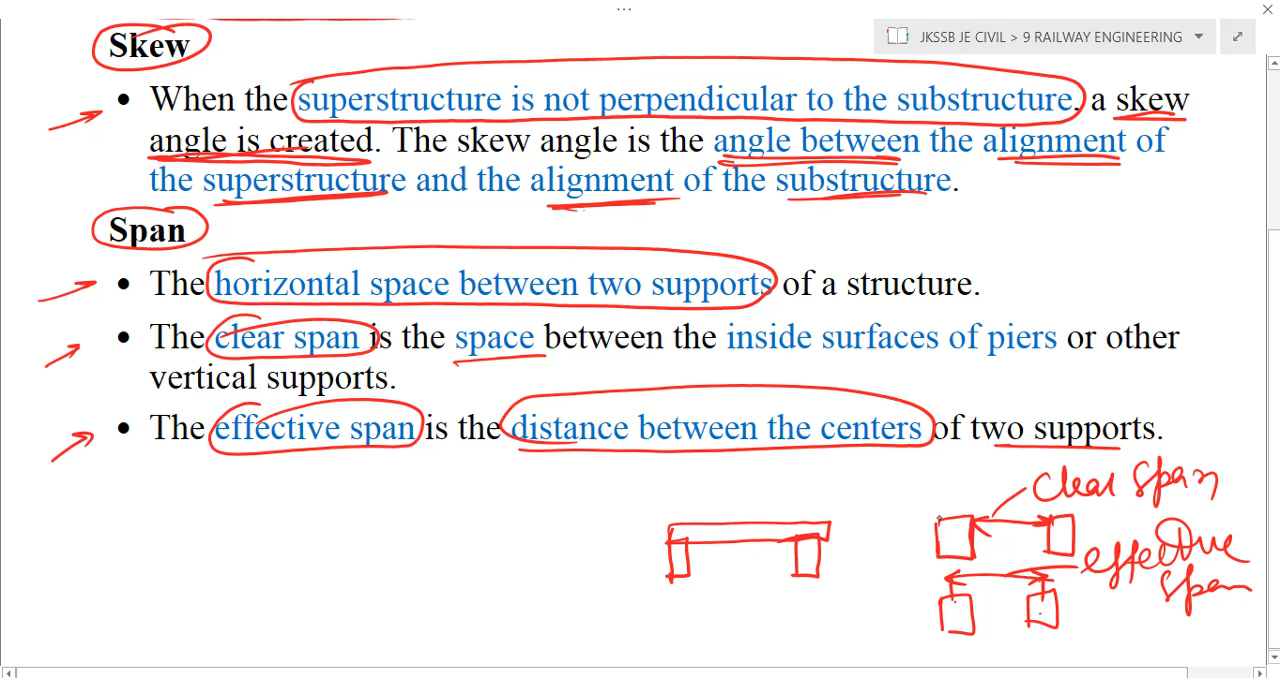 JKSSB JE CIVIL > 9 RAILWAY ENGINEERING
Skew
• When the superstructure is not perpendicular to the substructure, a skew
angle is created. The skew angle is the angle between the alignment of
the superstructure and the alignment of the substructure.
Span
• The horizontal space between two supports of a structure.
• The clear span is the space between the inside surfaces of piers or other
vertical supports.
• The effective span is the distance between the centers of two supports.
Clear Span
effective
Span